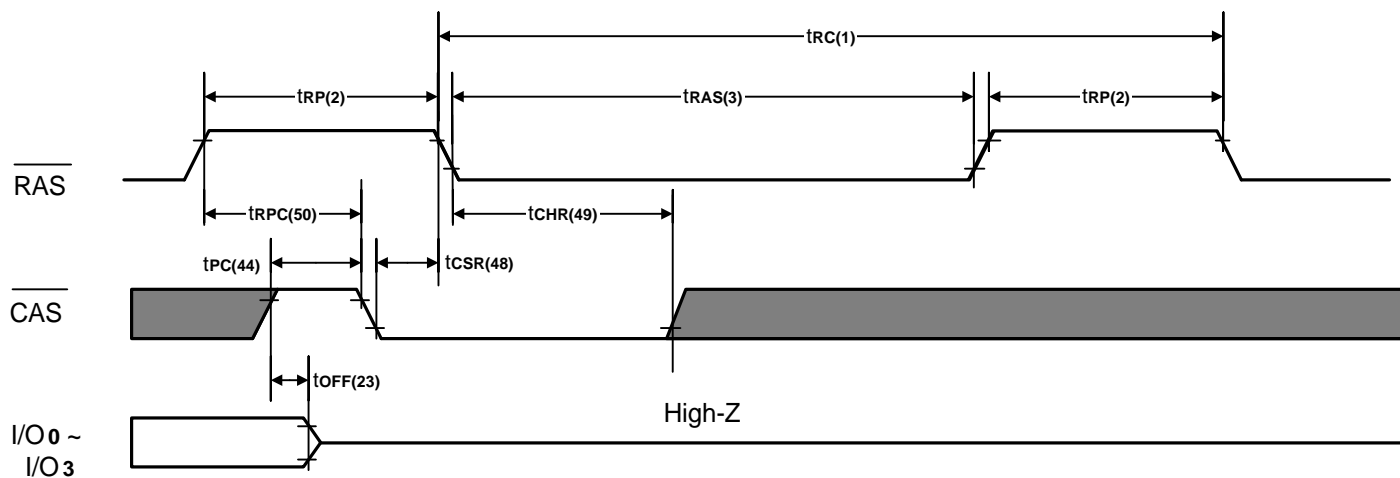 tRC(1)
tRP(2)
tRAS(3)
tRP(2)
RAS
tRPC(50)
tCHR(49)
tPC(44)
tCSR(48)
CAS
tOFF(23)
High-Z
I/O0 ~
I/O3